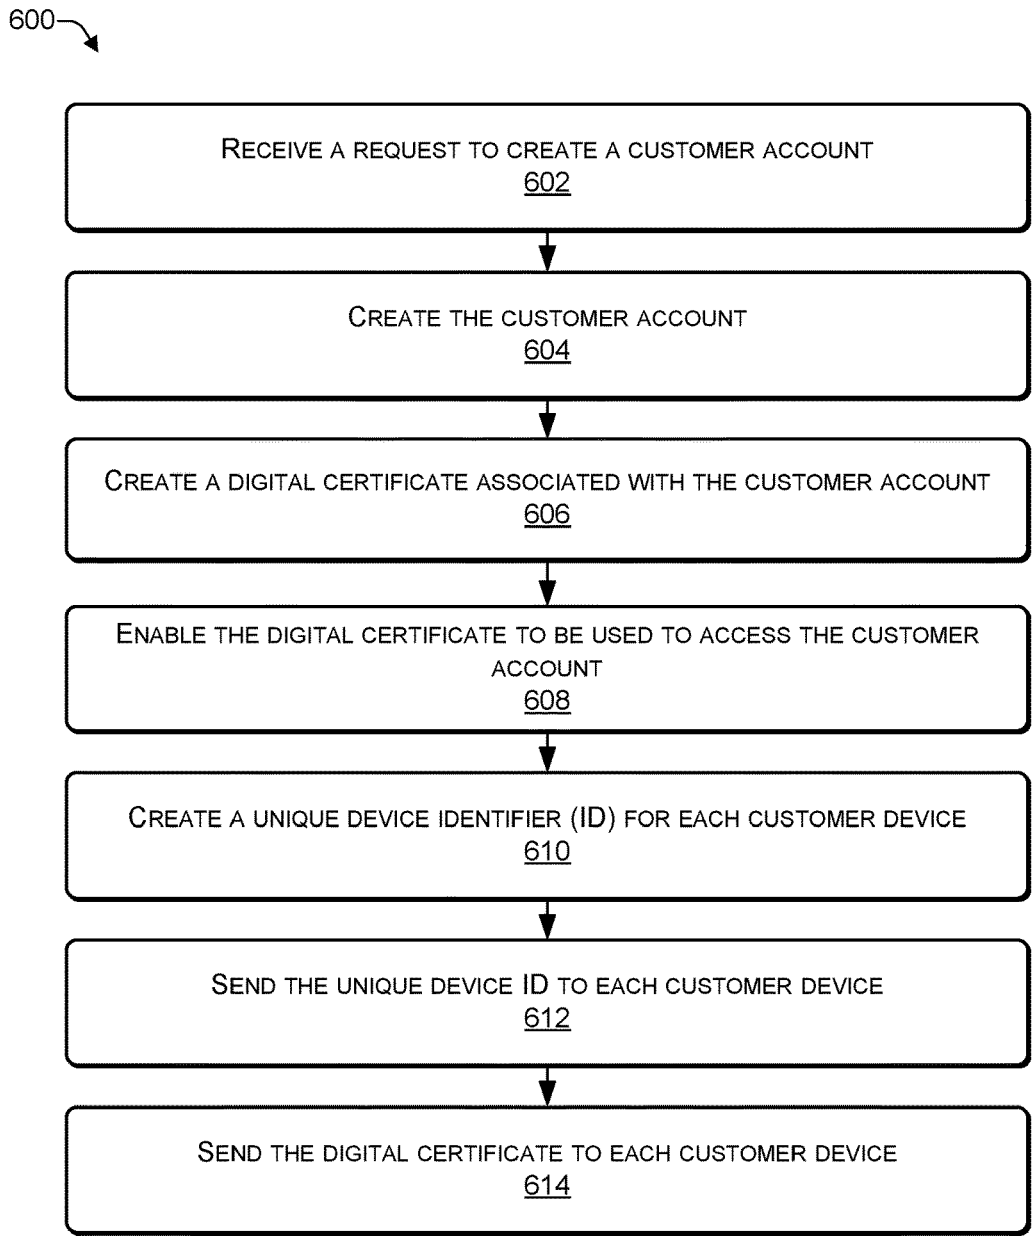 600
RECEIVE A REQUEST TO CREATE A CUSTOMER ACCOUNT
602
CREATE THE CUSTOMER ACCOUNT
604
CREATE A DIGITAL CERTIFICATE ASSOCIATED WITH THE CUSTOMER ACCOUNT
606
ENABLE THE DIGITAL CERTIFICATE TO BE USED TO ACCESS THE CUSTOMER
ACCOUNT
608
CREATE A UNIQUE DEVICE IDENTIFIER (ID) FOR EACH CUSTOMER DEVICE
610
SEND THE UNIQUE DEVICE ID TO EACH CUSTOMER DEVICE
612
SEND THE DIGITAL CERTIFICATE TO EACH CUSTOMER DEVICE
614